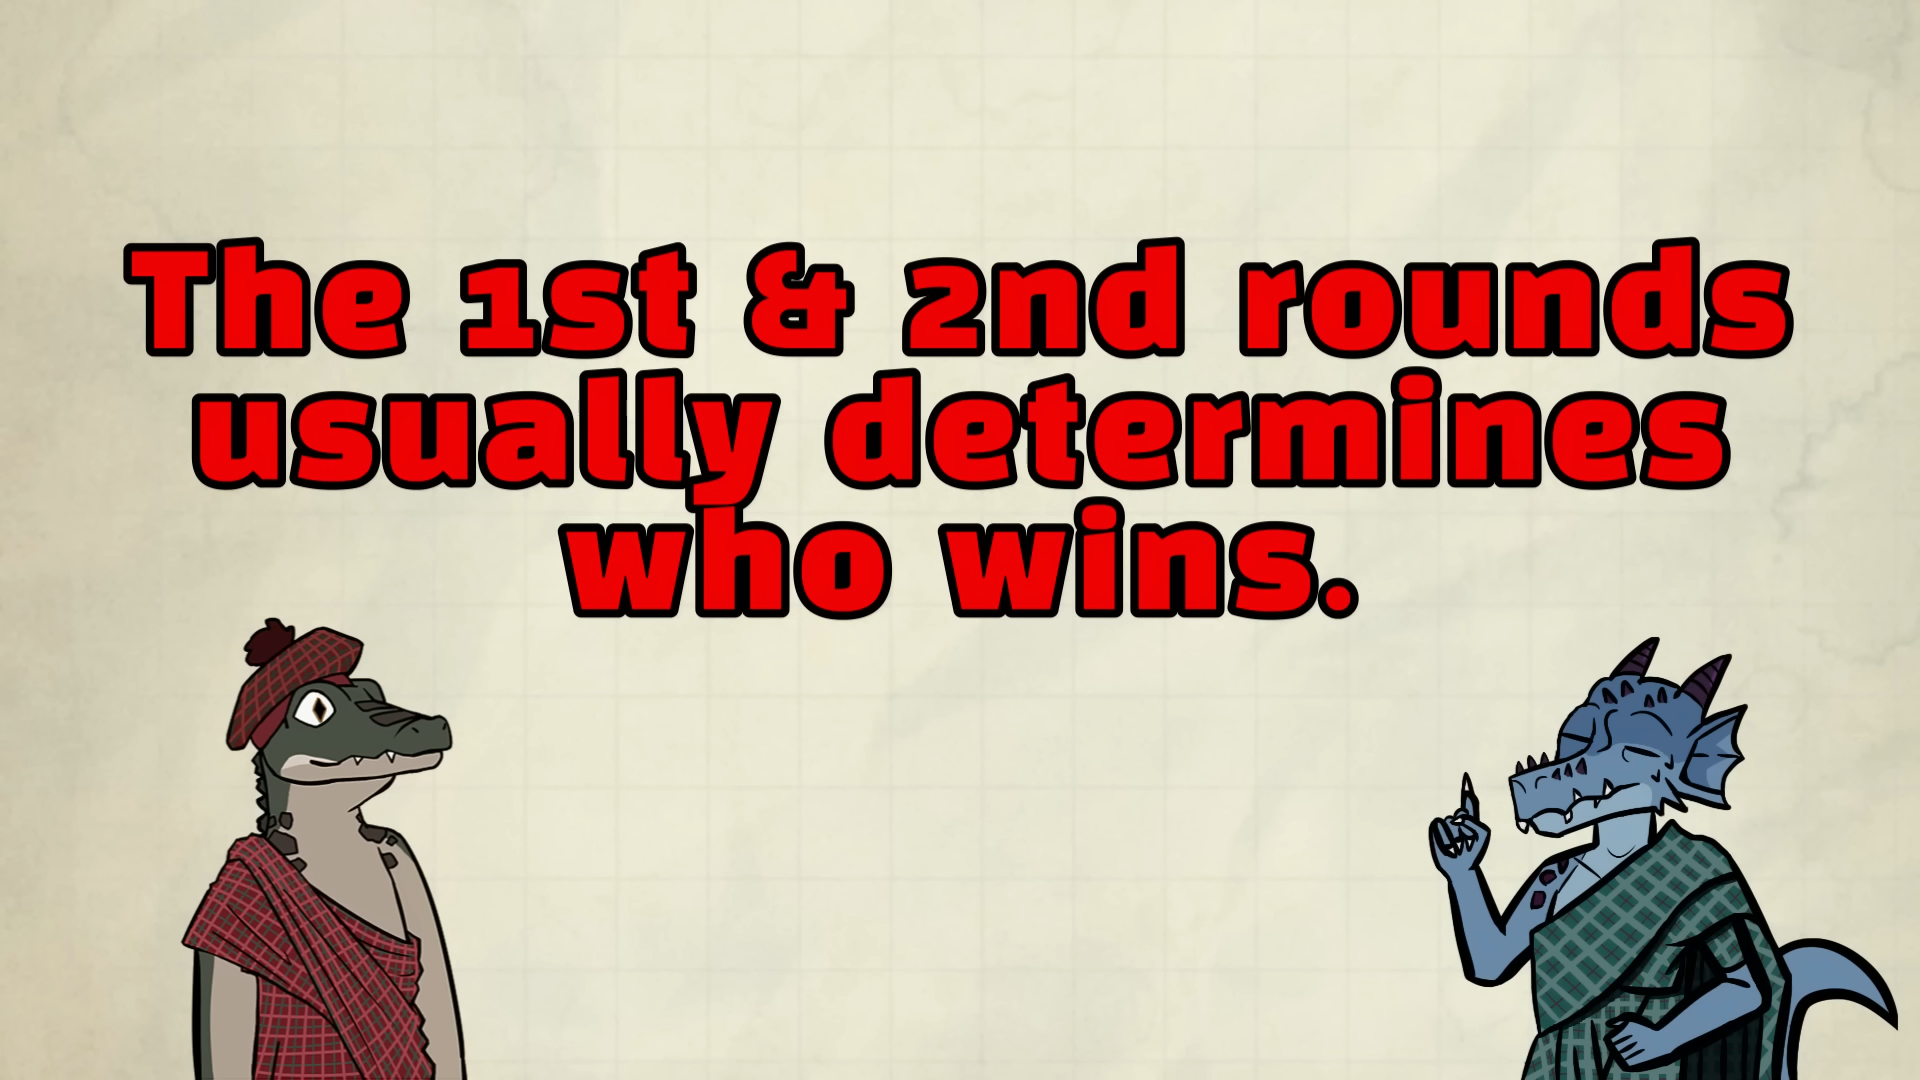 The 1st & 2nd rounds
usually determines
who wins.